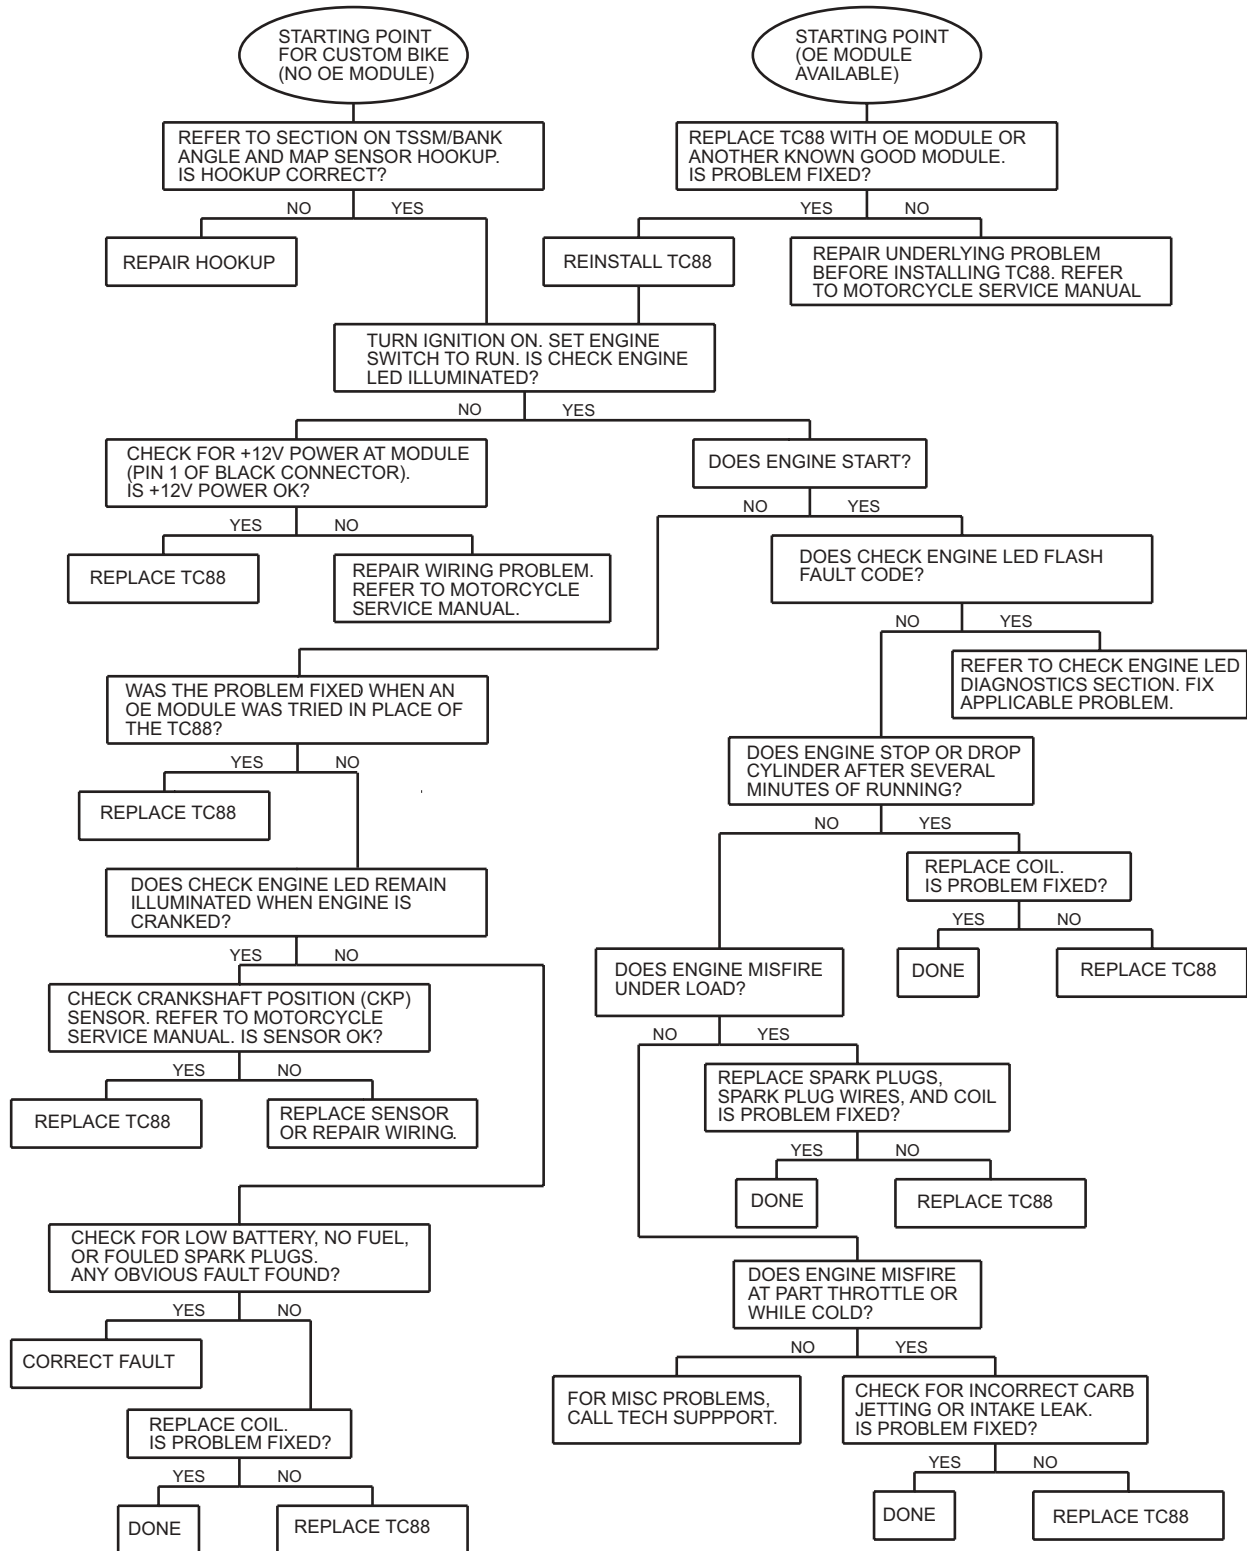 STARTING POINT
FOR CUSTOM BIKE
(NO OE MODULE)
STARTING POINT
(OE MODULE
AVAILABLE)
REFER TO SECTION ON TSSM/BANK
ANGLE AND MAP SENSOR HOOKUP.
IS HOOKUP CORRECT?
REPLACE TC88 WITH OE MODULE OR
ANOTHER KNOWN GOOD MODULE.
IS PROBLEM FIXED?
NO YES
YES NO
REPAIR HOOKUP
REINSTALL TC88
REPAIR UNDERLYING PROBLEM
BEFORE INSTALLING TC88. REFER
TO MOTORCYCLE SERVICE MANUAL
TURN IGNITION ON. SET ENGINE
SWITCH TO RUN. IS CHECK ENGINE
LED ILLUMINATED?
NO YES
CHECK FOR +12V POWER AT MODULE
(PIN 1 OF BLACK CONNECTOR).
IS +12V POWER OK?
DOES ENGINE START?
YES NO
NO YES
REPLACE TC88
REPAIR WIRING PROBLEM.
REFER TO MOTORCYCLE
SERVICE MANUAL.
DOES CHECK ENGINE LED FLASH
FAULT CODE?
NO YES
REFER TO CHECK ENGINE LED
DIAGNOSTICS SECTION. FIX
APPLICABLE PROBLEM.
WAS THE PROBLEM FIXED WHEN AN
OE MODULE WAS TRIED IN PLACE OF
THE TC88?
YES NO
REPLACE TC88
DOES ENGINE STOP OR DROP
CYLINDER AFTER SEVERAL
MINUTES OF RUNNING?
NO YES
REPLACE COIL.
IS PROBLEM FIXED?
YES NO
DONE
REPLACE TC88
DOES CHECK ENGINE LED REMAIN
ILLUMINATED WHEN ENGINE IS
CRANKED?
YES NO
DOES ENGINE MISFIRE
UNDER LOAD?
NO YES
CHECK CRANKSHAFT POSITION (CKP)
SENSOR. REFER TO MOTORCYCLE
SERVICE MANUAL. IS SENSOR OK?
YES NO
REPLACE TC88
REPLACE SENSOR
OR REPAIR WIRING.
REPLACE SPARK PLUGS,
SPARK PLUG WIRES, AND COIL
IS PROBLEM FIXED?
YES NO
DONE
REPLACE TC88
CHECK FOR LOW BATTERY, NO FUEL,
OR FOULED SPARK PLUGS.
ANY OBVIOUS FAULT FOUND?
YES NO
CORRECT FAULT
DOES ENGINE MISFIRE
AT PART THROTTLE OR
WHILE COLD?
NO YES
FOR MISC PROBLEMS,
CALL TECH SUPPPORT.
CHECK FOR INCORRECT CARB
JETTING OR INTAKE LEAK.
IS PROBLEM FIXED?
YES NO
DONE
REPLACE TC88
REPLACE COIL.
IS PROBLEM FIXED?
YES NO
DONE
REPLACE TC88